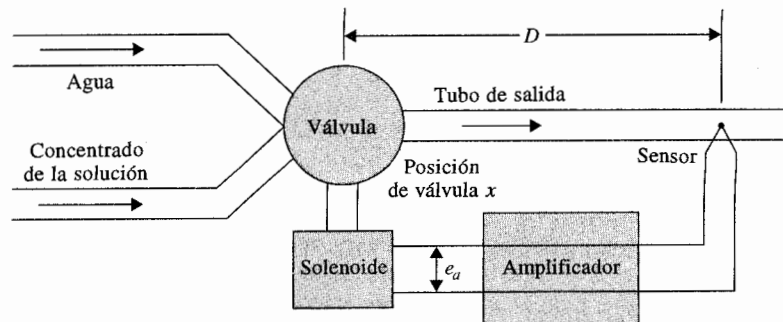 D
Agua
Tubo de salida
Válvula
Concentrado
de la solución
Sensor
Posición
de válvula x
Solenoide
e_a
Amplificador